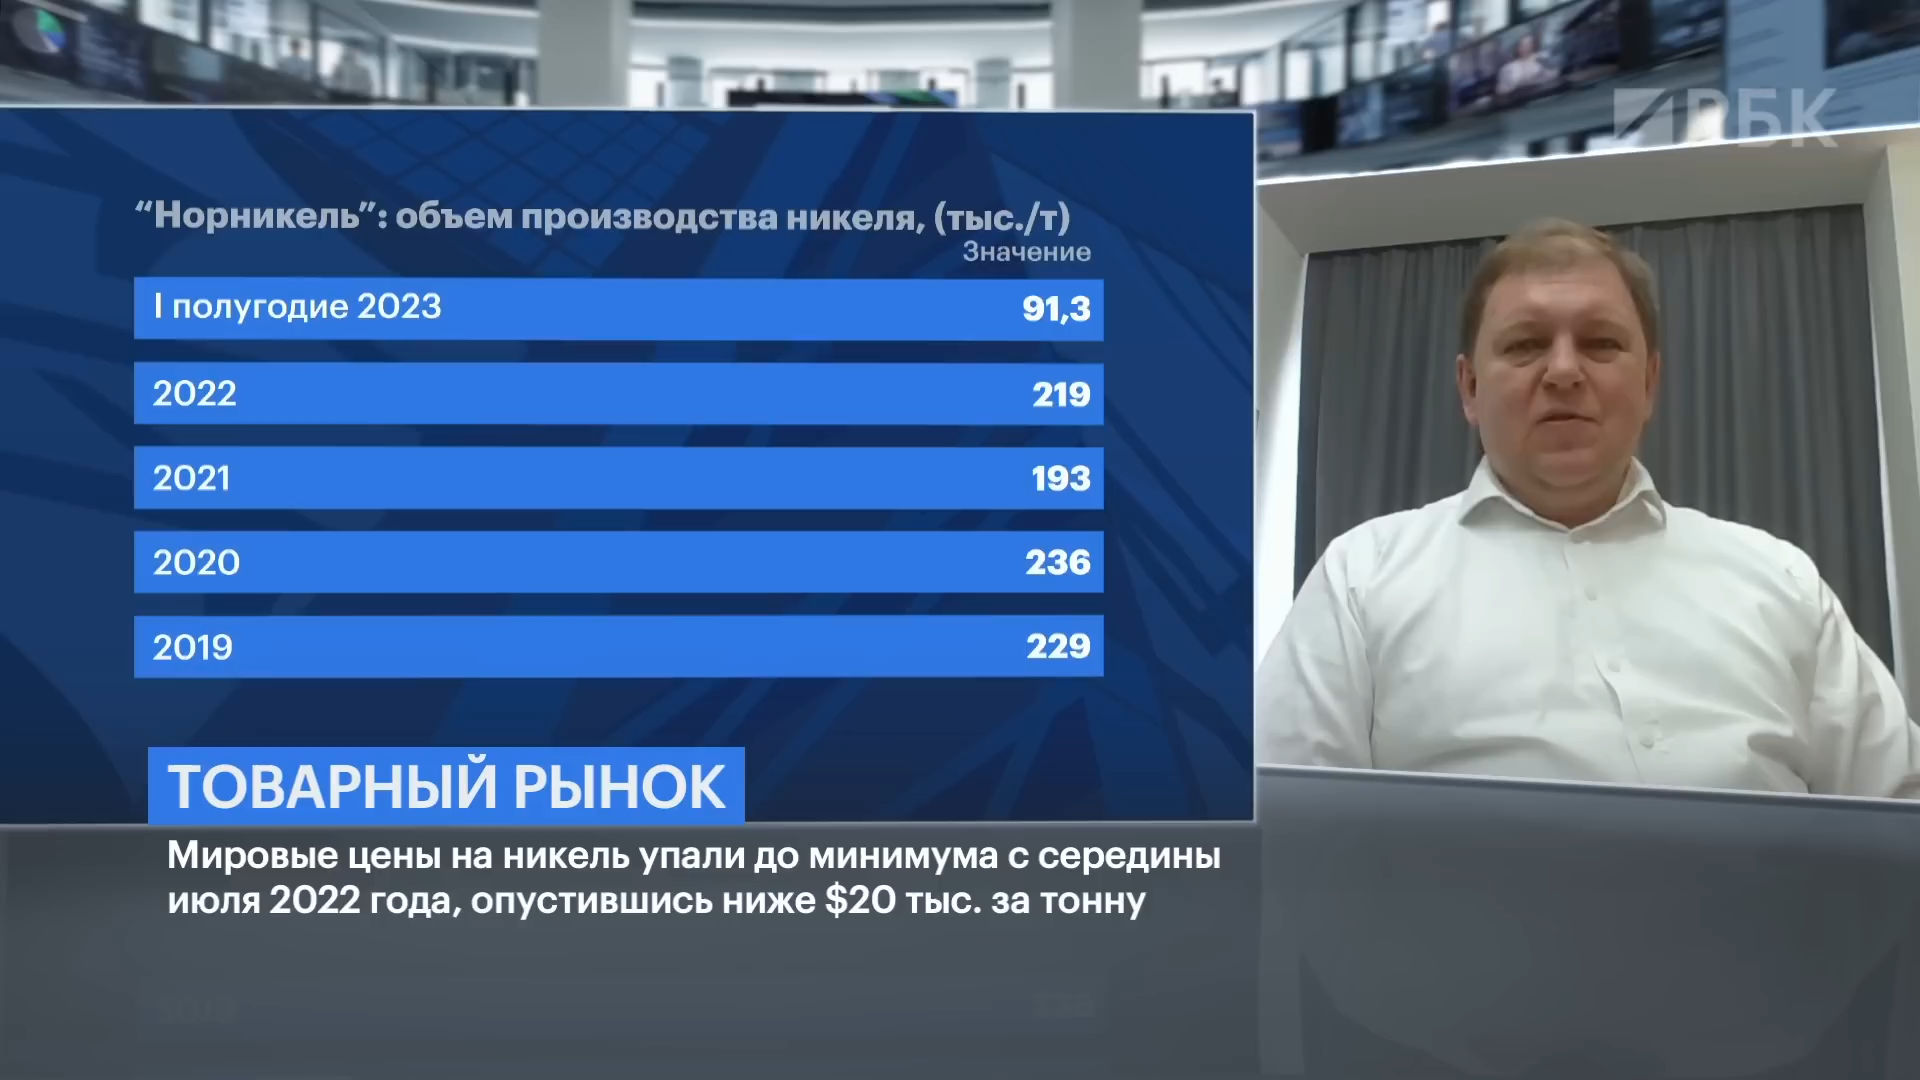 РБК
“Норникель”: объем производства никеля, (тыс./т)
Значение
I полугодие 2023 91,3
2022 219
2021 193
2020 236
2019 229
ТОВАРНЫЙ РЫНОК
Мировые цены на никель упали до минимума с середины
июля 2022 года, опустившись ниже $20 тыс. за тонну